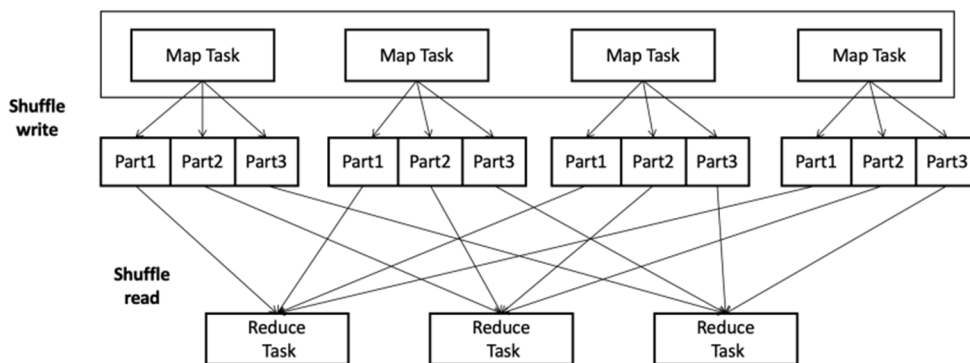 Map Task Map Task Map Task Map Task
Shuffle
write
Part1 Part2 Part3 Part1 Part2 Part3 Part1 Part2 Part3 Part1 Part2 Part3
Shuffle
read
Reduce Reduce Reduce
Task Task Task